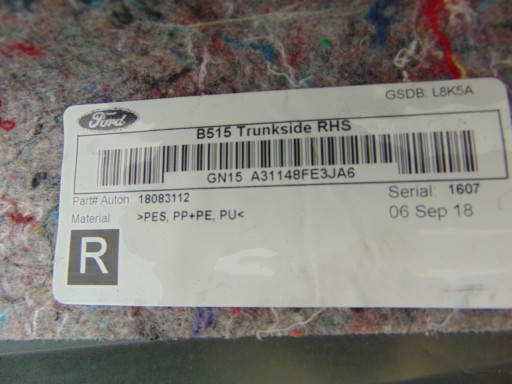 GSDB: L8K5A
Ford
B515 Trunkside RHS
GN15 A31148FE3JA6
Part# Auton: 18083112
Serial: 1607
Material: >PES, PP+PE, PU<
06 Sep 18
R